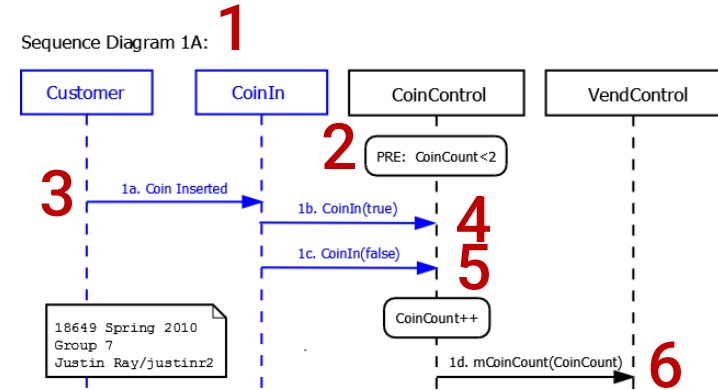 Sequence Diagram 1A: 1
Customer CoinIn CoinControl VendControl
2 PRE: CoinCount<2
3 1a. Coin Inserted
1b. CoinIn(true) 4
1c. CoinIn(false) 5
CoinCount++
18649 Spring 2010
Group 7
Justin Ray/justinr2
1d. mCoinCount(CoinCount) 6